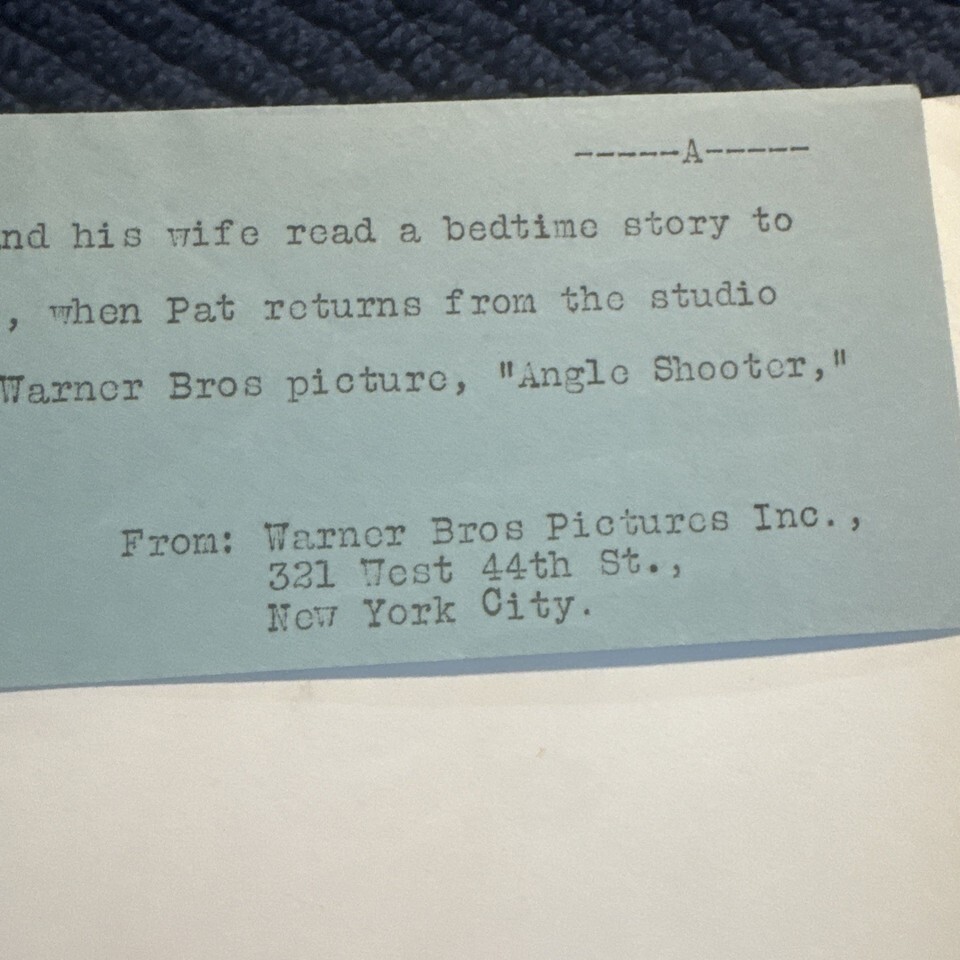 -----A-----
nd his wife read a bedtime story to
, when Pat returns from the studio
Warner Bros picture, "Angle Shooter,"
From: Warner Bros Pictures Inc.,
321 West 44th St.,
New York City.